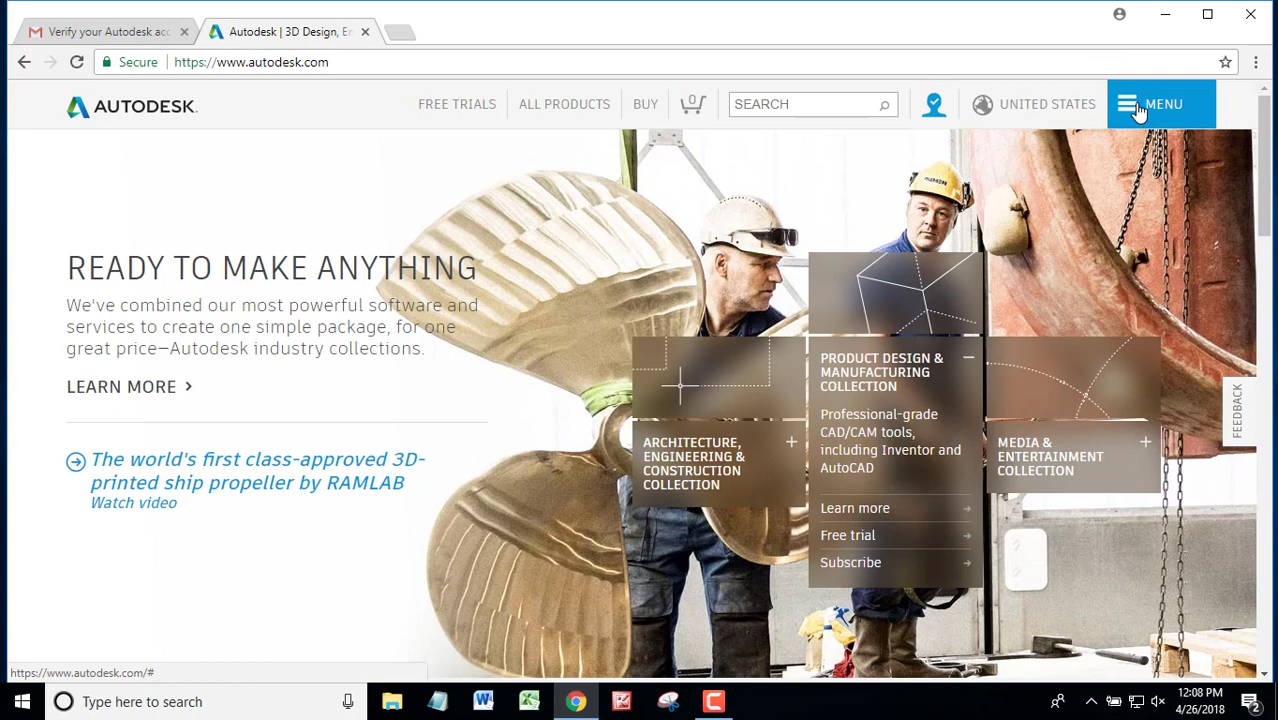 Verify your Autodesk acc
Autodesk | 3D Design, En
Secure
https://www.autodesk.com
AUTODESK.
FREE TRIALS
ALL PRODUCTS
BUY
0
SEARCH
UNITED STATES
MENU
READY TO MAKE ANYTHING
We've combined our most powerful software and
services to create one simple package, for one
great price—Autodesk industry collections.
LEARN MORE
The world's first class-approved 3D-
printed ship propeller by RAMLAB
Watch video
ARCHITECTURE,
ENGINEERING &
CONSTRUCTION
COLLECTION
PRODUCT DESIGN &
MANUFACTURING
COLLECTION
Professional-grade
CAD/CAM tools,
including Inventor and
AutoCAD
Learn more
Free trial
Subscribe
MEDIA &
ENTERTAINMENT
COLLECTION
FEEDBACK
https://www.autodesk.com/#
Type here to search
12:08 PM
4/26/2018
2